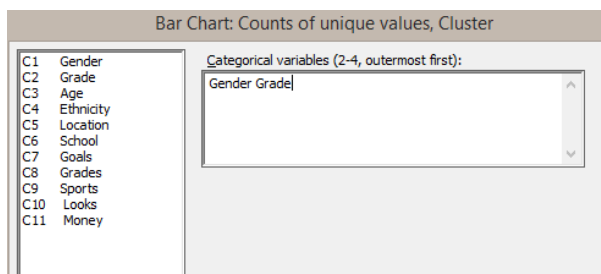 Bar Chart: Counts of unique values, Cluster
C1 Gender
C2 Grade
C3 Age
C4 Ethnicity
C5 Location
C6 School
C7 Goals
C8 Grades
C9 Sports
C10 Looks
C11 Money
Categorical variables (2-4, outermost first):
Gender Grade